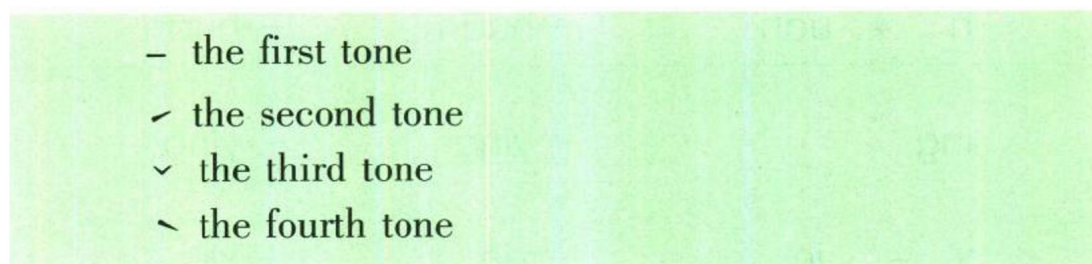 – the first tone
ˊ the second tone
ˇ the third tone
ˋ the fourth tone